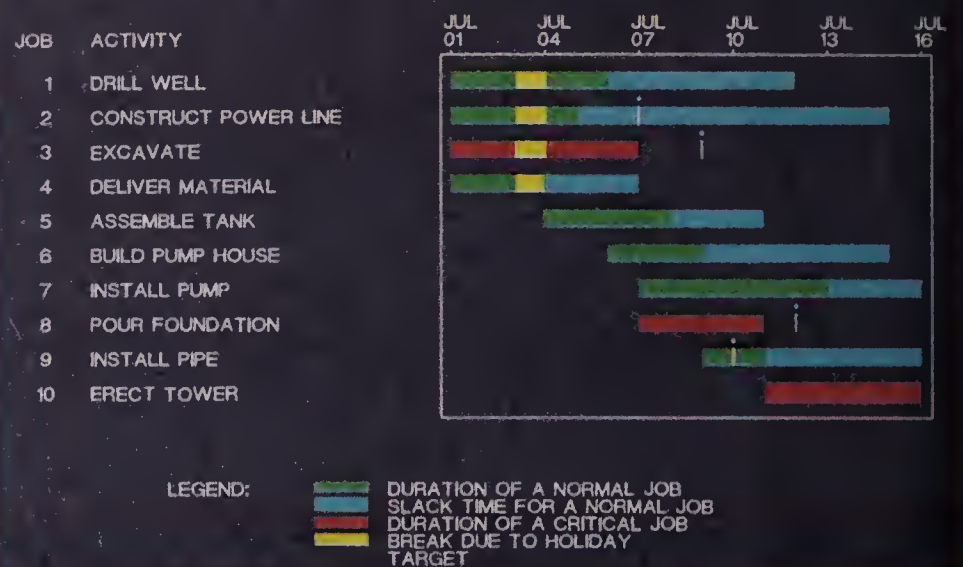 JUL JUL JUL JUL JUL JUL
JOB ACTIVITY 01 04 07 10 13 16
1 DRILL WELL
2 CONSTRUCT POWER LINE
3 EXCAVATE
4 DELIVER MATERIAL
5 ASSEMBLE TANK
6 BUILD PUMP HOUSE
7 INSTALL PUMP
8 POUR FOUNDATION
9 INSTALL PIPE
10 ERECT TOWER
LEGEND: DURATION OF A NORMAL JOB
SLACK TIME FOR A NORMAL JOB
DURATION OF A CRITICAL JOB
BREAK DUE TO HOLIDAY
TARGET